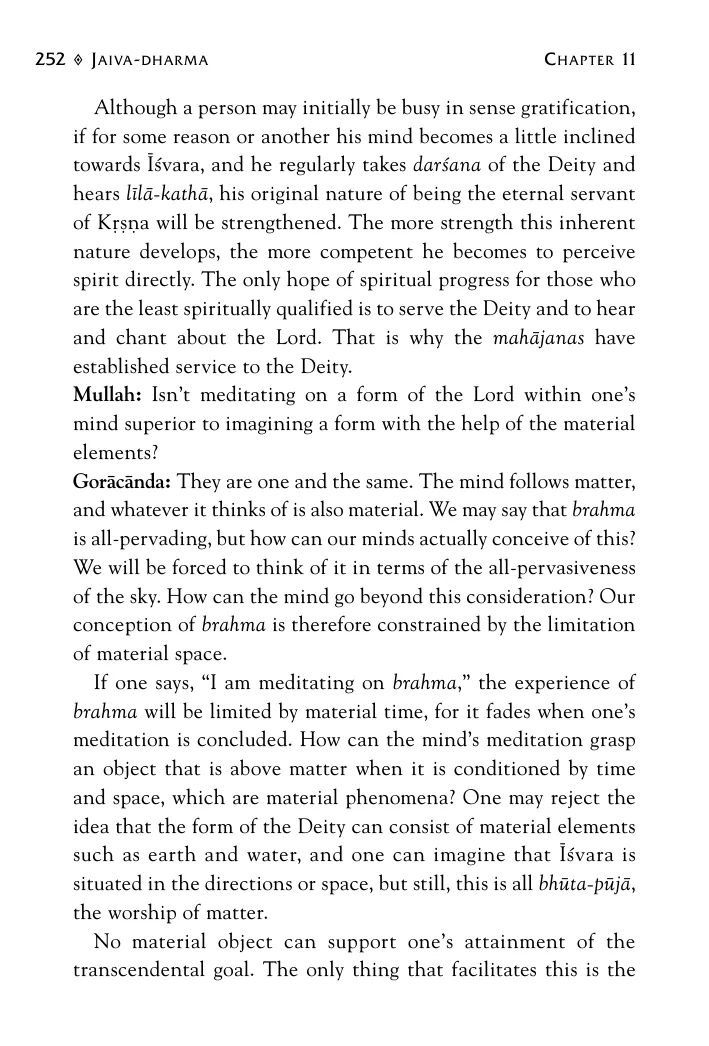 252 ⟡ JAIVA-DHARMA CHAPTER 11
Although a person may initially be busy in sense gratification,
if for some reason or another his mind becomes a little inclined
towards Īśvara, and he regularly takes darśana of the Deity and
hears līlā-kathā, his original nature of being the eternal servant
of Kṛṣṇa will be strengthened. The more strength this inherent
nature develops, the more competent he becomes to perceive
spirit directly. The only hope of spiritual progress for those who
are the least spiritually qualified is to serve the Deity and to hear
and chant about the Lord. That is why the mahājanas have
established service to the Deity.
Mullah: Isn’t meditating on a form of the Lord within one’s
mind superior to imagining a form with the help of the material
elements?
Gorācānda: They are one and the same. The mind follows matter,
and whatever it thinks of is also material. We may say that brahma
is all-pervading, but how can our minds actually conceive of this?
We will be forced to think of it in terms of the all-pervasiveness
of the sky. How can the mind go beyond this consideration? Our
conception of brahma is therefore constrained by the limitation
of material space.
If one says, “I am meditating on brahma,” the experience of
brahma will be limited by material time, for it fades when one’s
meditation is concluded. How can the mind’s meditation grasp
an object that is above matter when it is conditioned by time
and space, which are material phenomena? One may reject the
idea that the form of the Deity can consist of material elements
such as earth and water, and one can imagine that Īśvara is
situated in the directions or space, but still, this is all bhūta-pūjā,
the worship of matter.
No material object can support one’s attainment of the
transcendental goal. The only thing that facilitates this is the